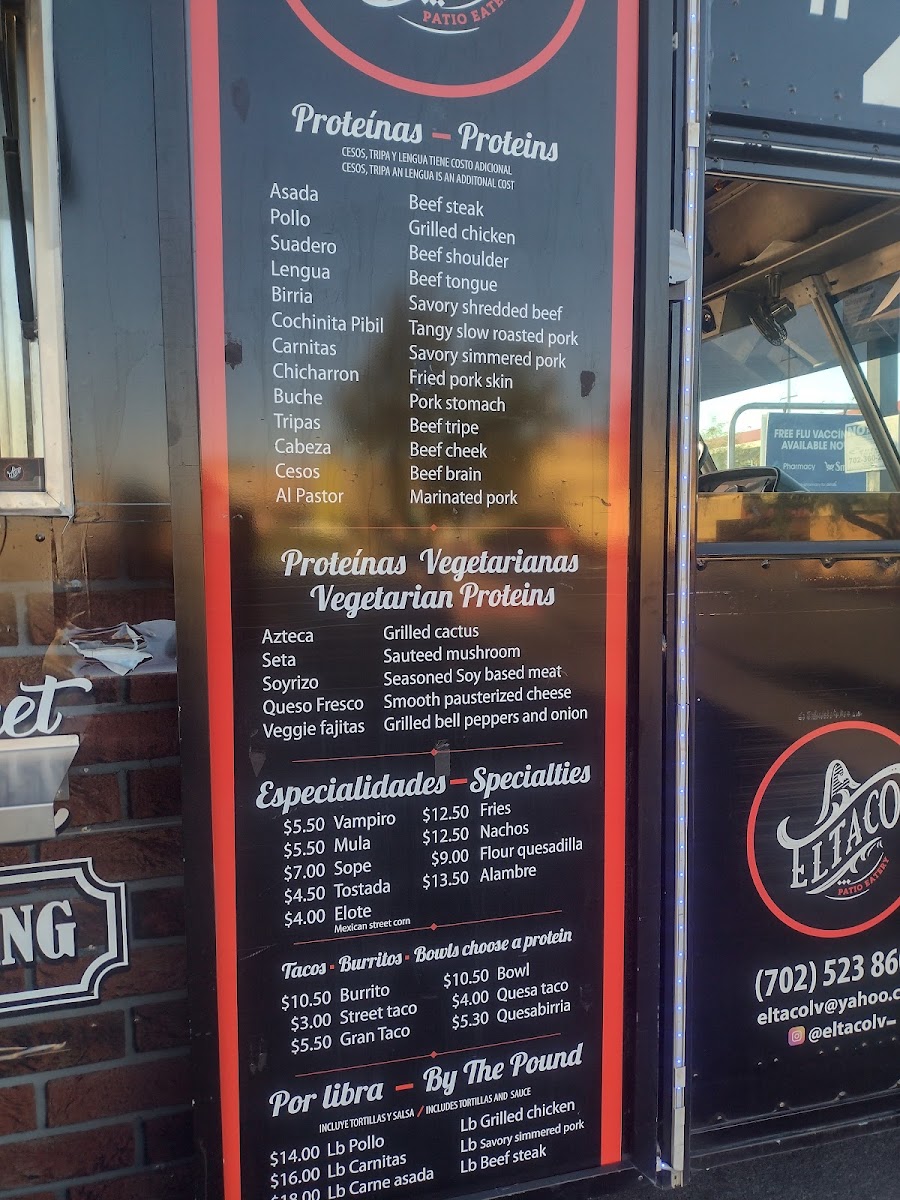 PATIO EATERY
Proteínas – Proteins
CESOS, TRIPA Y LENGUA TIENE COSTO ADICIONAL
CESOS, TRIPA AN LENGUA IS AN ADDITONAL COST
Asada Beef steak
Pollo Grilled chicken
Suadero Beef shoulder
Lengua Beef tongue
Birria Savory shredded beef
Cochinita Pibil Tangy slow roasted pork
Carnitas Savory simmered pork
Chicharron Fried pork skin
Buche Pork stomach
Tripas Beef tripe
Cabeza Beef cheek
Cesos Beef brain
Al Pastor Marinated pork
Proteínas Vegetarianas
Vegetarian Proteins
Azteca Grilled cactus
Seta Sauteed mushroom
Soyrizo Seasoned Soy based meat
Queso Fresco Smooth pausterized cheese
Veggie fajitas Grilled bell peppers and onion
Especialidades – Specialties
$5.50 Vampiro $12.50 Fries
$5.50 Mula $12.50 Nachos
$7.00 Sope $9.00 Flour quesadilla
$4.50 Tostada $13.50 Alambre
$4.00 Elote
Mexican street corn
Tacos · Burritos · Bowls choose a protein
$10.50 Burrito $10.50 Bowl
$3.00 Street taco $4.00 Quesa taco
$5.50 Gran Taco $5.30 Quesabirria
Por libra – By The Pound
INCLUYE TORTILLAS Y SALSA / INCLUDES TORTILLAS AND SAUCE
$14.00 Lb Pollo Lb Grilled chicken
$16.00 Lb Carnitas Lb Savory simmered pork
$18.00 Lb Carne asada Lb Beef steak
FREE FLU VACCIN
AVAILABLE NO
Pharmacy
EL TACO
PATIO EATERY
(702) 523 86
eltacolv@yahoo.c
@eltacolv_
et
NG